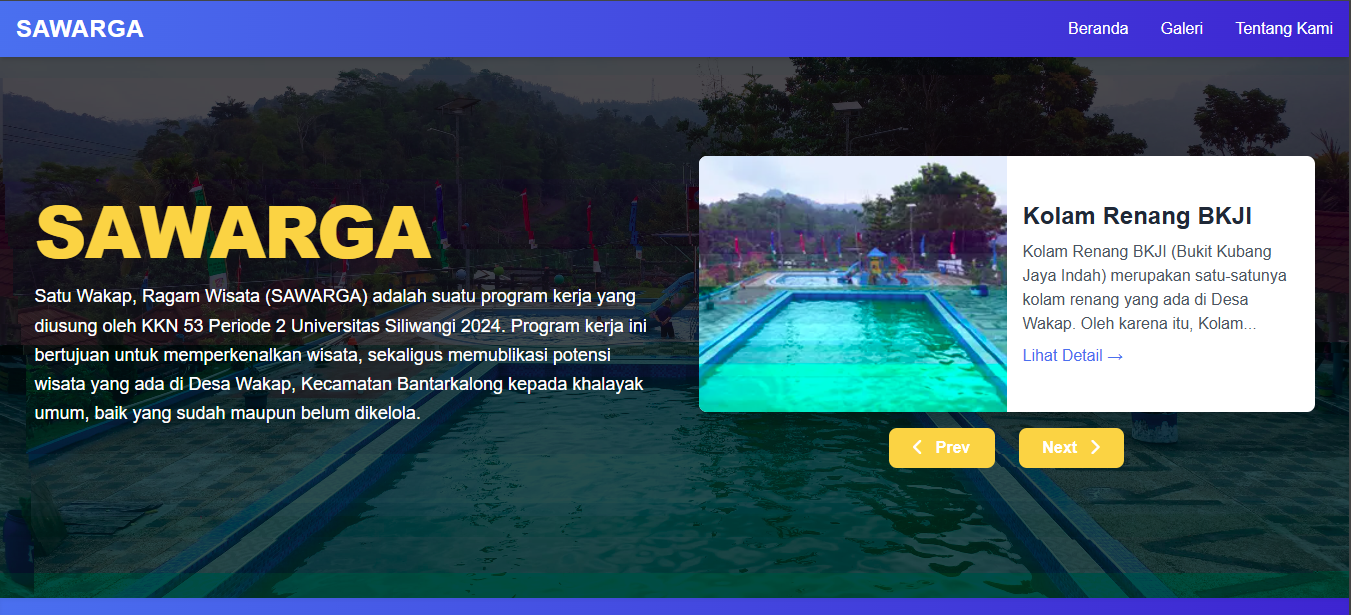 SAWARGA
Beranda
Galeri
Tentang Kami
SAWARGA
Satu Wakap, Ragam Wisata (SAWARGA) adalah suatu program kerja yang
diusung oleh KKN 53 Periode 2 Universitas Siliwangi 2024. Program kerja ini
bertujuan untuk memperkenalkan wisata, sekaligus memublikasi potensi
wisata yang ada di Desa Wakap, Kecamatan Bantarkalong kepada khalayak
umum, baik yang sudah maupun belum dikelola.
Kolam Renang BKJI
Kolam Renang BKJI (Bukit Kubang
Jaya Indah) merupakan satu-satunya
kolam renang yang ada di Desa
Wakap. Oleh karena itu, Kolam...
Lihat Detail →
Prev
Next